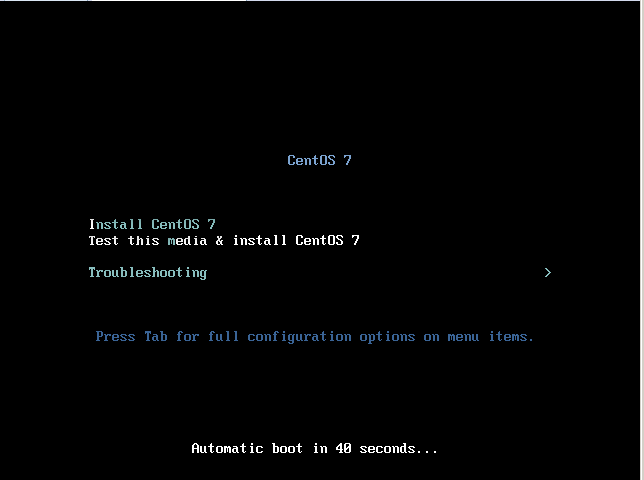 CentOS 7
Install CentOS 7
Test this media & install CentOS 7
Troubleshooting >
Press Tab for full configuration options on menu items.
Automatic boot in 40 seconds...